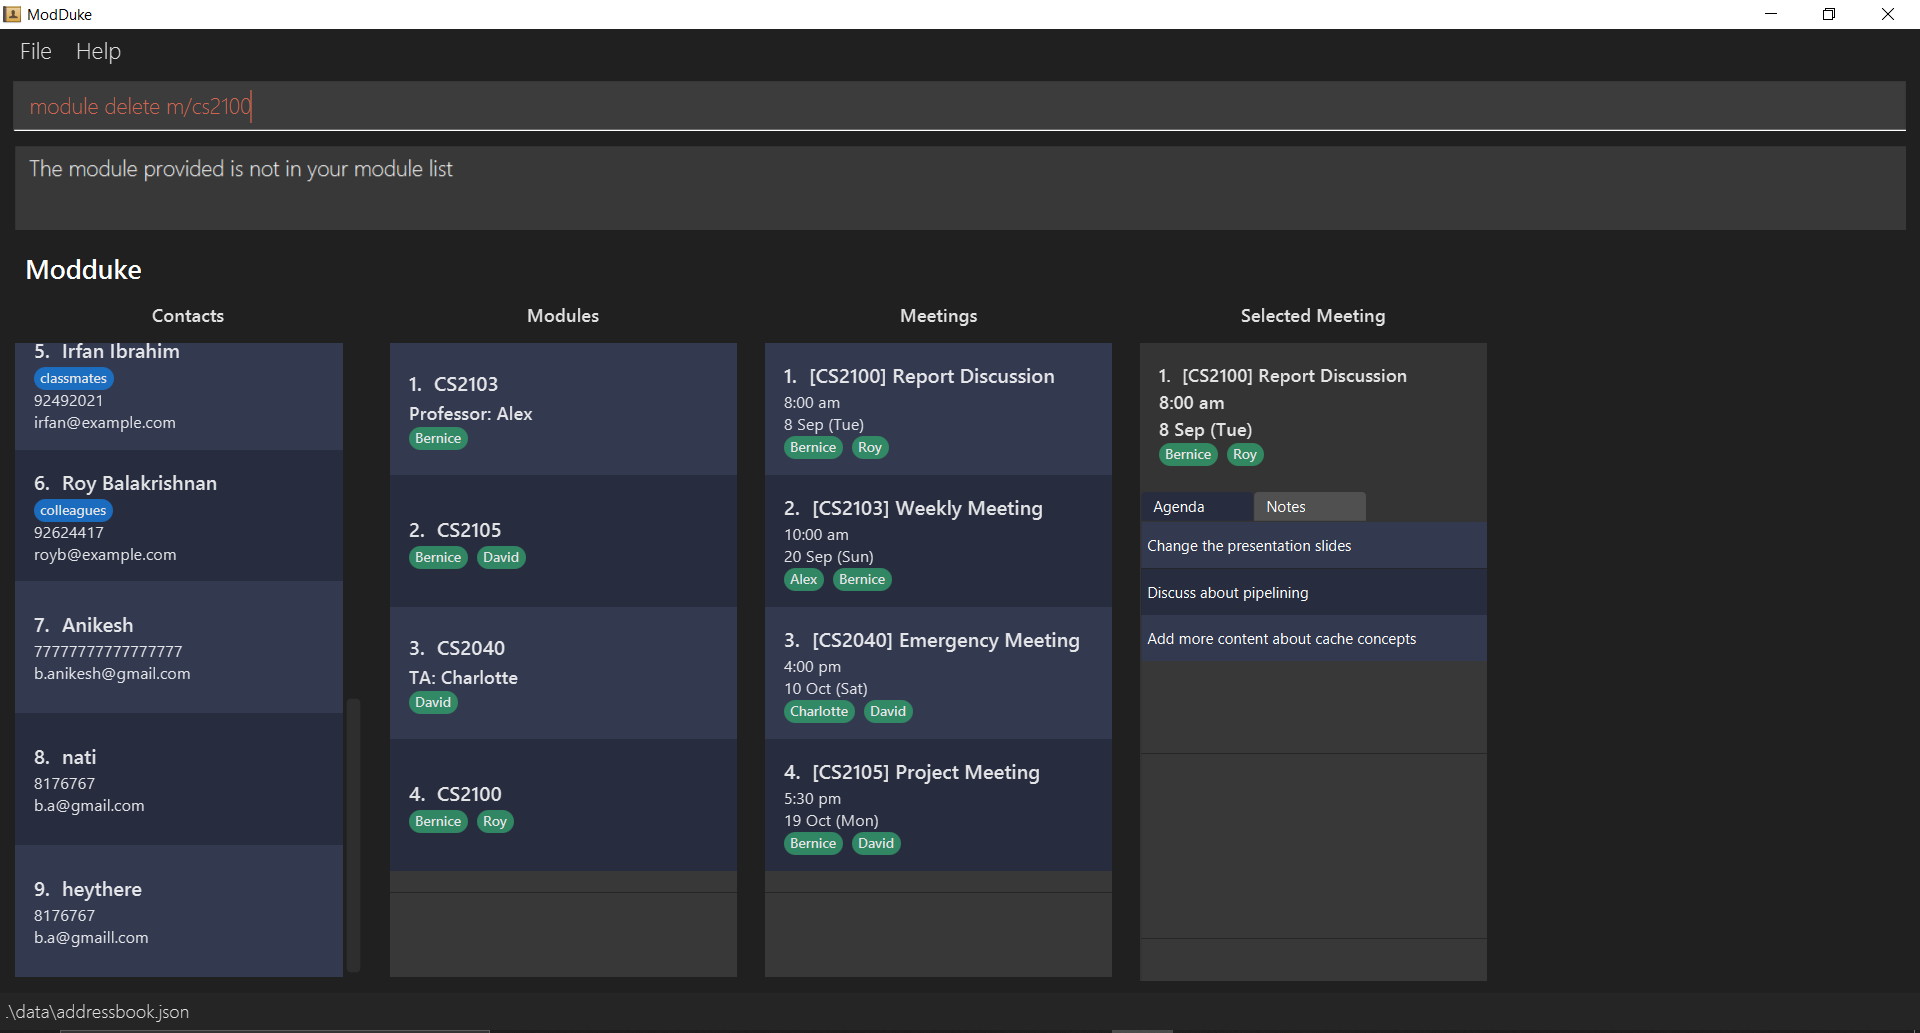 ModDuke
File Help
module delete m/cs2100
The module provided is not in your module list
Modduke
Contacts
5. Irfan Ibrahim
classmates
92492021
irfan@example.com
6. Roy Balakrishnan
colleagues
92624417
royb@example.com
7. Anikesh
77777777777777777
b.anikesh@gmail.com
8. nati
8176767
b.a@gmail.com
9. heythere
8176767
b.a@gmaill.com
Modules
1. CS2103
Professor: Alex
Bernice
2. CS2105
Bernice David
3. CS2040
TA: Charlotte
David
4. CS2100
Bernice Roy
Meetings
1. [CS2100] Report Discussion
8:00 am
8 Sep (Tue)
Bernice Roy
2. [CS2103] Weekly Meeting
10:00 am
20 Sep (Sun)
Alex Bernice
3. [CS2040] Emergency Meeting
4:00 pm
10 Oct (Sat)
Charlotte David
4. [CS2105] Project Meeting
5:30 pm
19 Oct (Mon)
Bernice David
Selected Meeting
1. [CS2100] Report Discussion
8:00 am
8 Sep (Tue)
Bernice Roy
Agenda Notes
Change the presentation slides
Discuss about pipelining
Add more content about cache concepts
.\data\addressbook.json